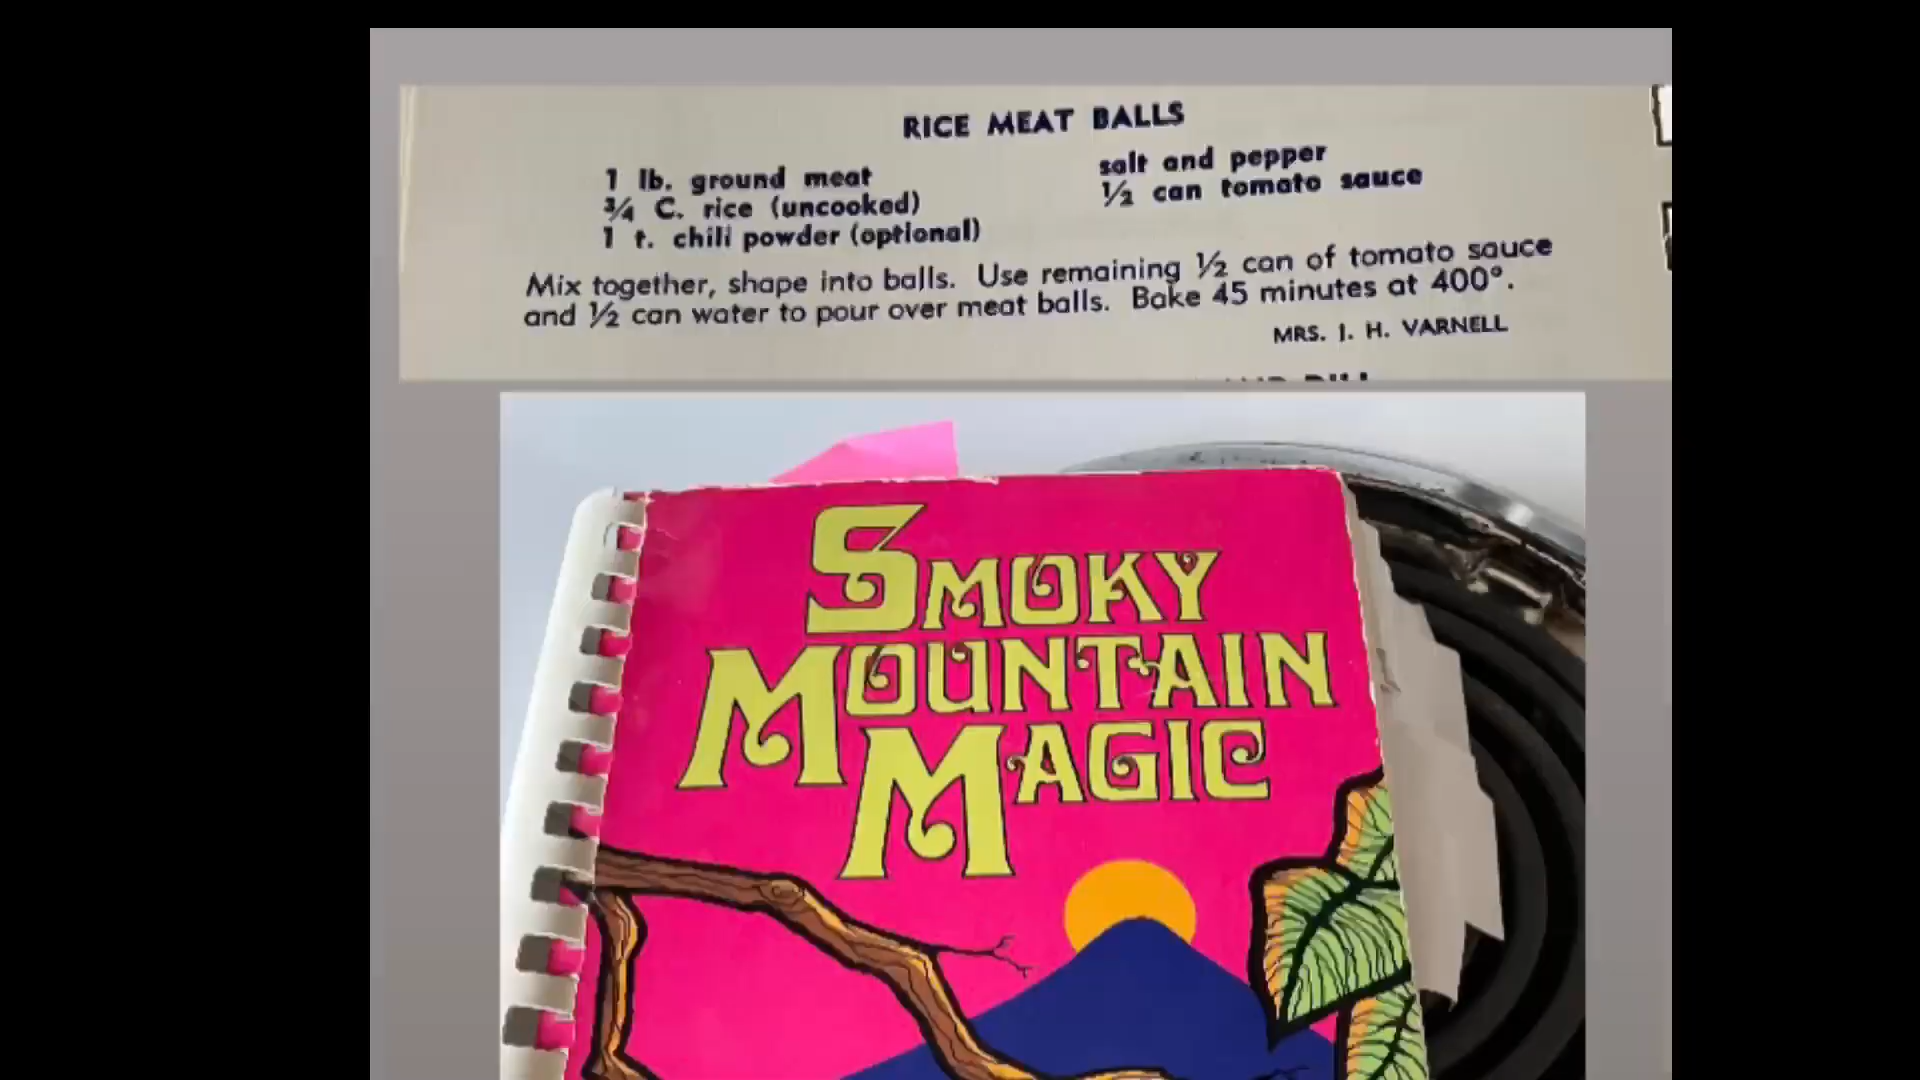 RICE MEAT BALLS
1 lb. ground meat
¾ C. rice (uncooked)
1 t. chili powder (optional)
salt and pepper
½ can tomato sauce
Mix together, shape into balls. Use remaining ½ can of tomato sauce
and ½ can water to pour over meat balls. Bake 45 minutes at 400°.
MRS. J. H. VARNELL
SMOKY
MOUNTAIN
MAGIC